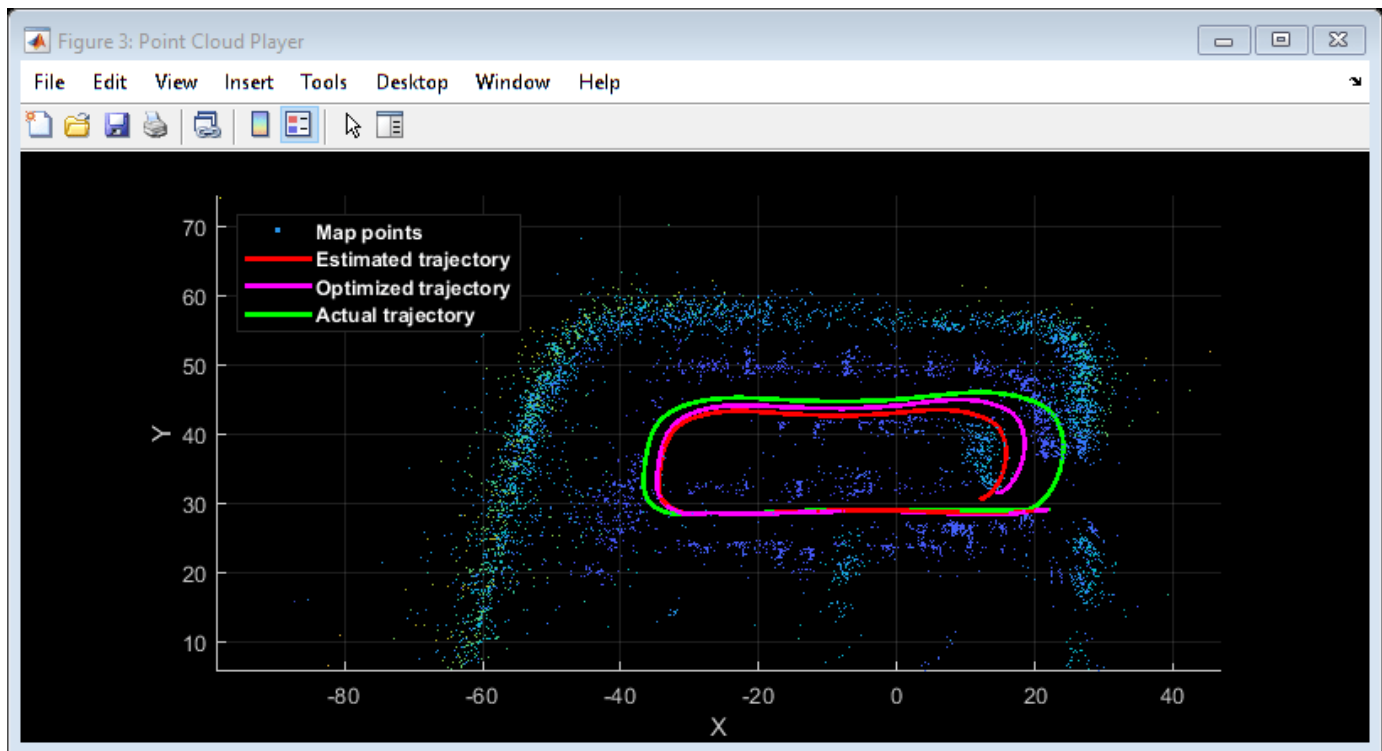 Figure 3: Point Cloud Player
File Edit View Insert Tools Desktop Window Help
Map points
Estimated trajectory
Optimized trajectory
Actual trajectory
70
60
50
40
30
20
10
Y
-80 -60 -40 -20 0 20 40
X